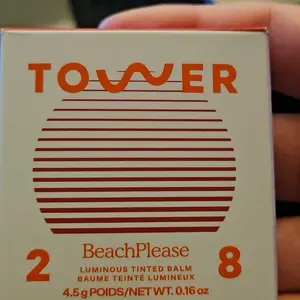 TOWER
BeachPlease
2 8
LUMINOUS TINTED BALM
BAUME TEINTÉ LUMINEUX
4.5 g POIDS/NET WT. 0.16 oz